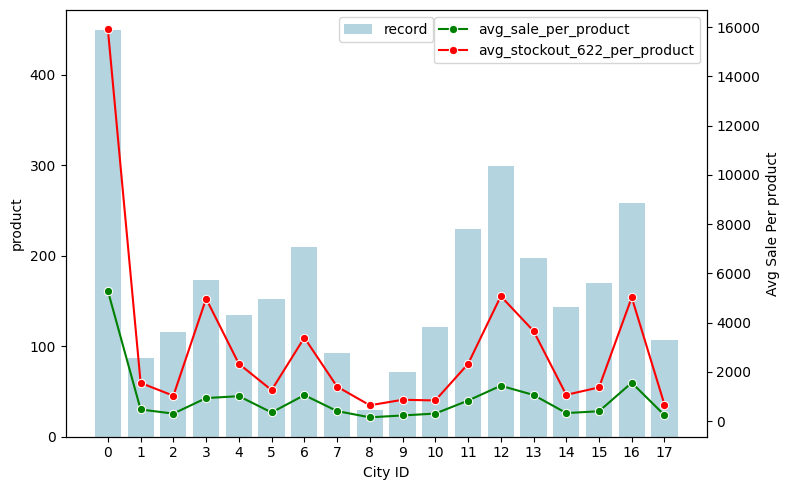 record
avg_sale_per_product
avg_stockout_622_per_product
product
400
300
200
100
0
16000
14000
12000
10000
8000
6000
4000
2000
0
Avg Sale Per product
0 1 2 3 4 5 6 7 8 9 10 11 12 13 14 15 16 17
City ID